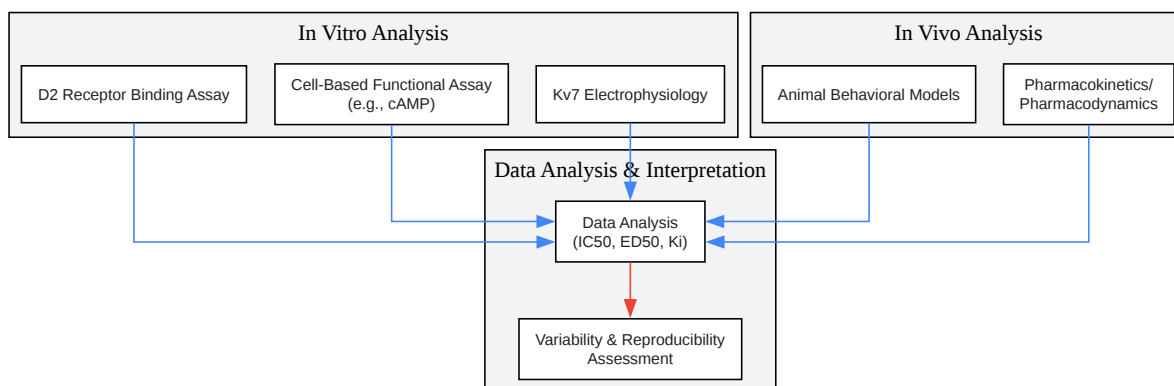 In Vitro Analysis
In Vivo Analysis
D2 Receptor Binding Assay
Cell-Based Functional Assay
(e.g., cAMP)
Kv7 Electrophysiology
Animal Behavioral Models
Pharmacokinetics/
Pharmacodynamics
Data Analysis & Interpretation
Data Analysis
(IC50, ED50, Ki)
Variability & Reproducibility
Assessment